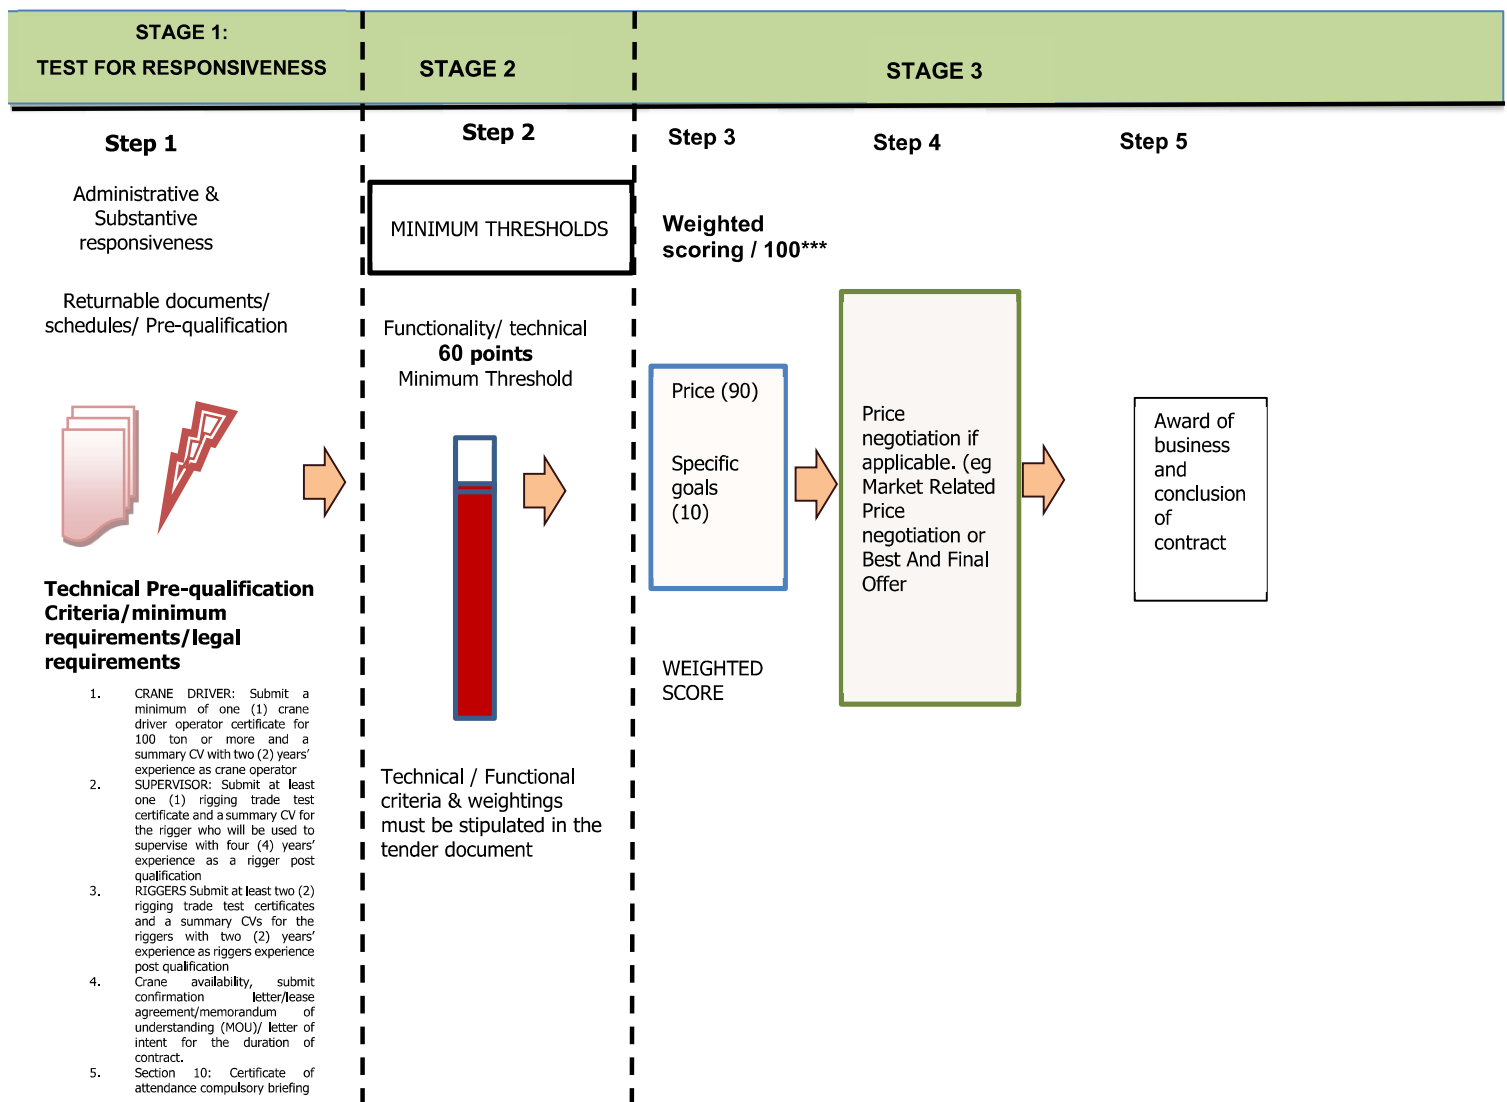 STAGE 1:
TEST FOR RESPONSIVENESS
STAGE 2
STAGE 3
Step 1
Administrative &
Substantive
responsiveness
Returnable documents/
schedules/ Pre-qualification
Technical Pre-qualification
Criteria/minimum
requirements/legal
requirements
1. CRANE DRIVER: Submit a
minimum of one (1) crane
driver operator certificate for
100 ton or more and a
summary CV with two (2) years’
experience as crane operator
2. SUPERVISOR: Submit at least
one (1) rigging trade test
certificate and a summary CV for
the rigger who will be used to
supervise with four (4) years’
experience as a rigger post
qualification
3. RIGGERS Submit at least two (2)
rigging trade test certificates
and a summary CVs for the
riggers with two (2) years’
experience as riggers experience
post qualification
4. Crane availability, submit
confirmation letter/lease
agreement/memorandum of
understanding (MOU)/ letter of
intent for the duration of
contract.
5. Section 10: Certificate of
attendance compulsory briefing
Step 2
MINIMUM THRESHOLDS
Functionality/ technical
60 points
Minimum Threshold
Technical / Functional
criteria & weightings
must be stipulated in the
tender document
Step 3
Weighted
scoring / 100***
Price (90)
Specific
goals
(10)
WEIGHTED
SCORE
Step 4
Price
negotiation if
applicable. (eg
Market Related
Price
negotiation or
Best And Final
Offer
Step 5
Award of
business
and
conclusion
of
contract